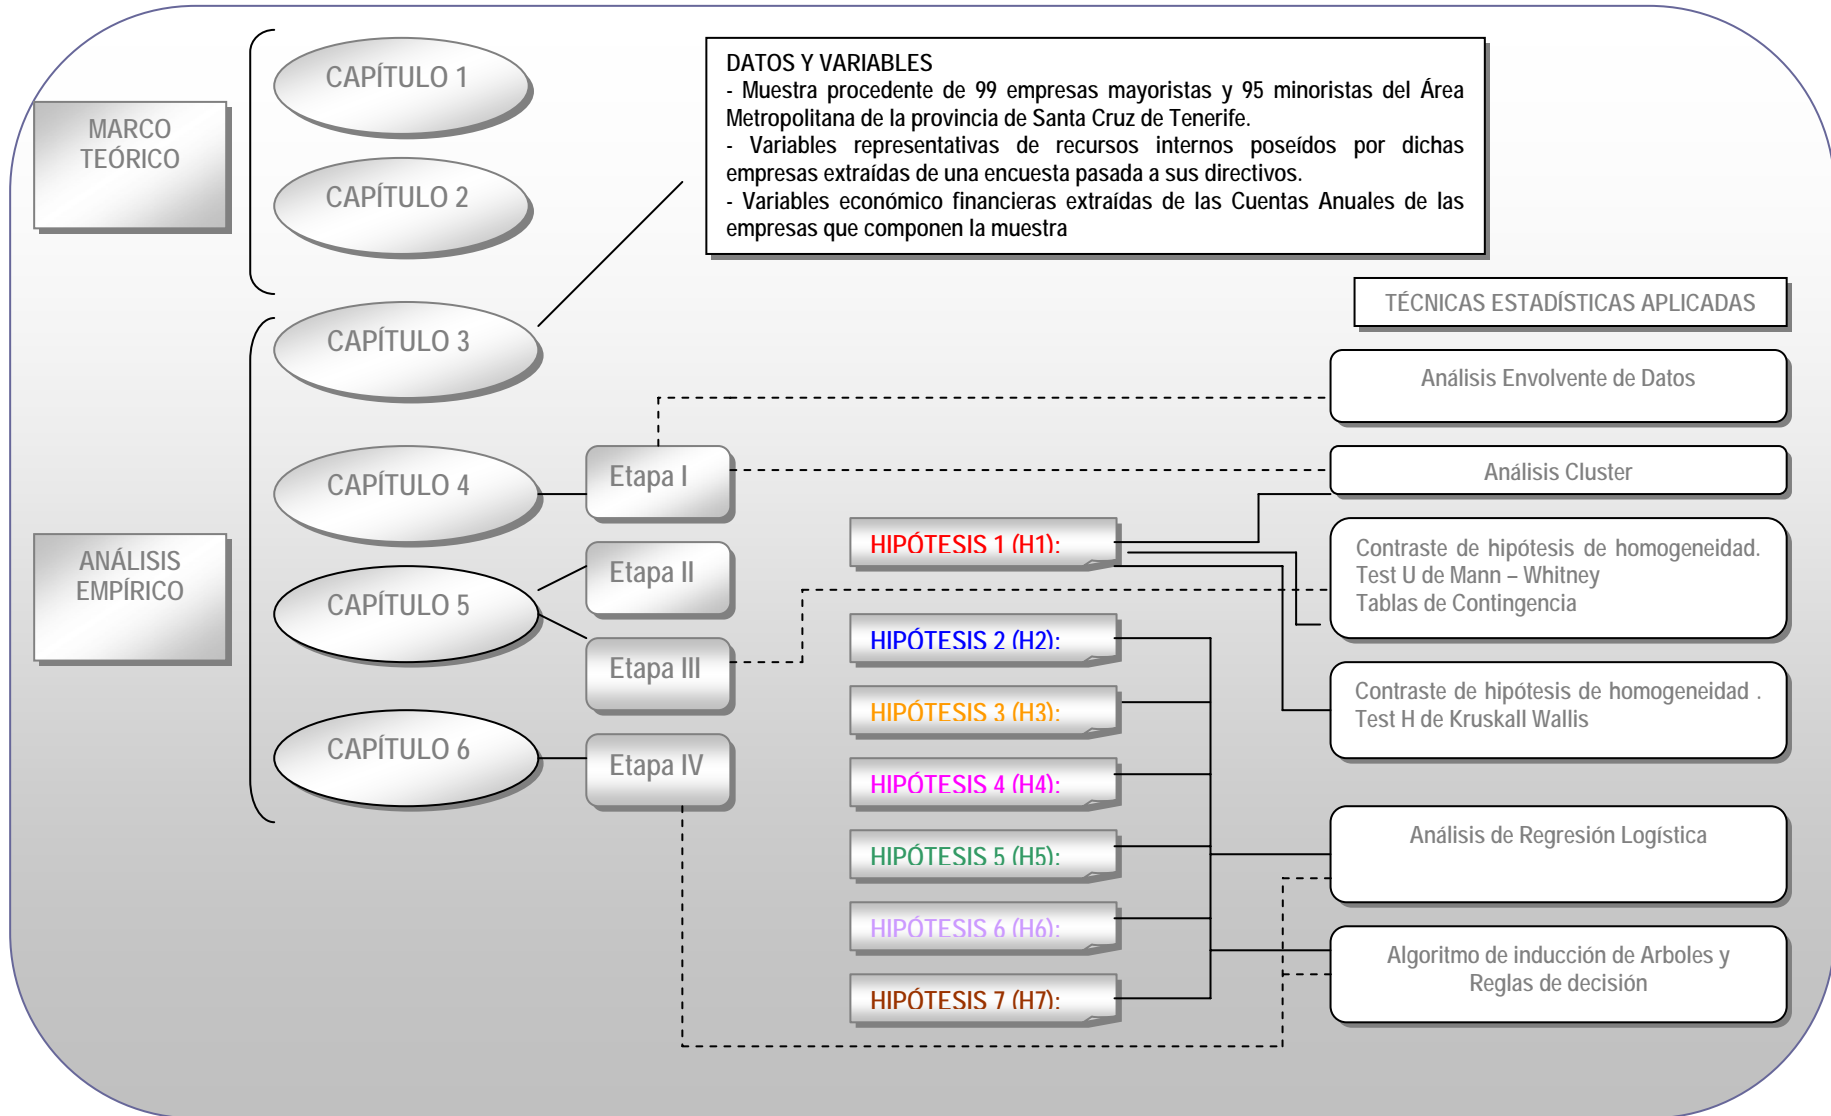 MARCO
TEÓRICO
CAPÍTULO 1
CAPÍTULO 2
DATOS Y VARIABLES
- Muestra procedente de 99 empresas mayoristas y 95 minoristas del Área
Metropolitana de la provincia de Santa Cruz de Tenerife.
- Variables representativas de recursos internos poseídos por dichas
empresas extraídas de una encuesta pasada a sus directivos.
- Variables económico financieras extraídas de las Cuentas Anuales de las
empresas que componen la muestra
ANÁLISIS
EMPÍRICO
CAPÍTULO 3
CAPÍTULO 4
CAPÍTULO 5
CAPÍTULO 6
Etapa I
Etapa II
Etapa III
Etapa IV
HIPÓTESIS 1 (H1):
HIPÓTESIS 2 (H2):
HIPÓTESIS 3 (H3):
HIPÓTESIS 4 (H4):
HIPÓTESIS 5 (H5):
HIPÓTESIS 6 (H6):
HIPÓTESIS 7 (H7):
TÉCNICAS ESTADÍSTICAS APLICADAS
Análisis Envolvente de Datos
Análisis Cluster
Contraste de hipótesis de homogeneidad.
Test U de Mann – Whitney
Tablas de Contingencia
Contraste de hipótesis de homogeneidad .
Test H de Kruskall Wallis
Análisis de Regresión Logística
Algoritmo de inducción de Arboles y
Reglas de decisión